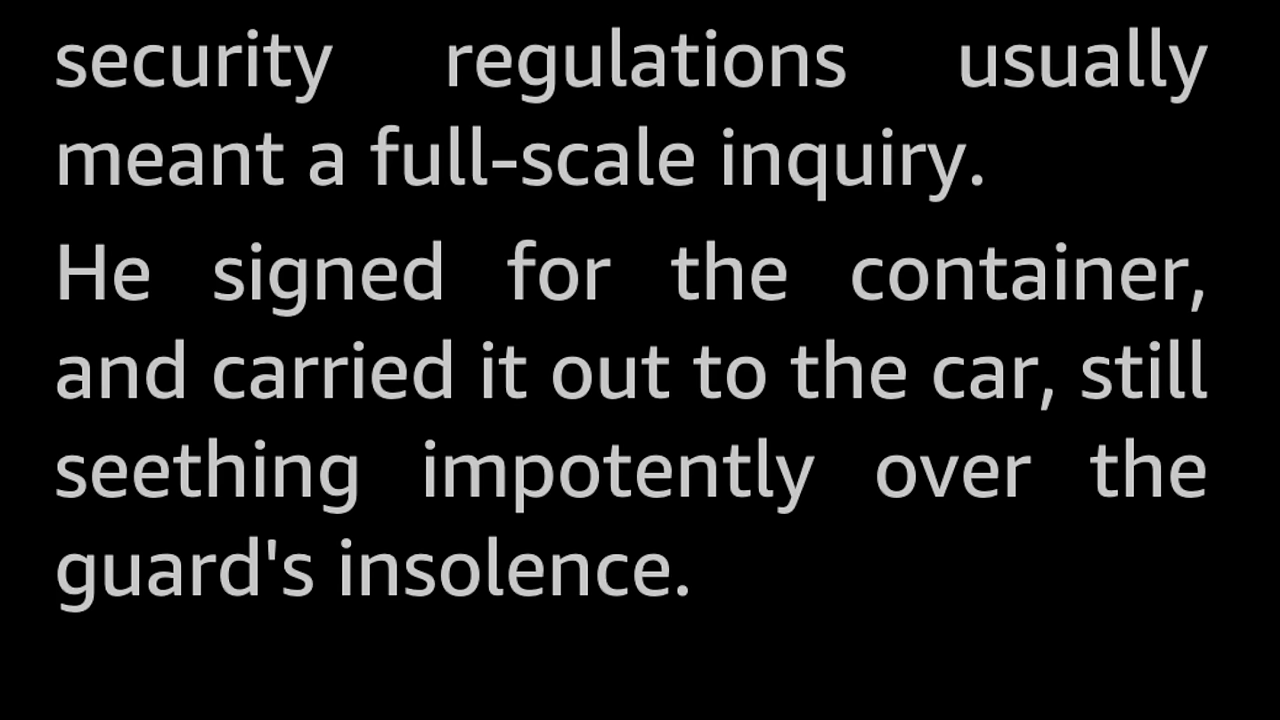 security regulations usually
meant a full-scale inquiry.
He signed for the container,
and carried it out to the car, still
seething impotently over the
guard's insolence.